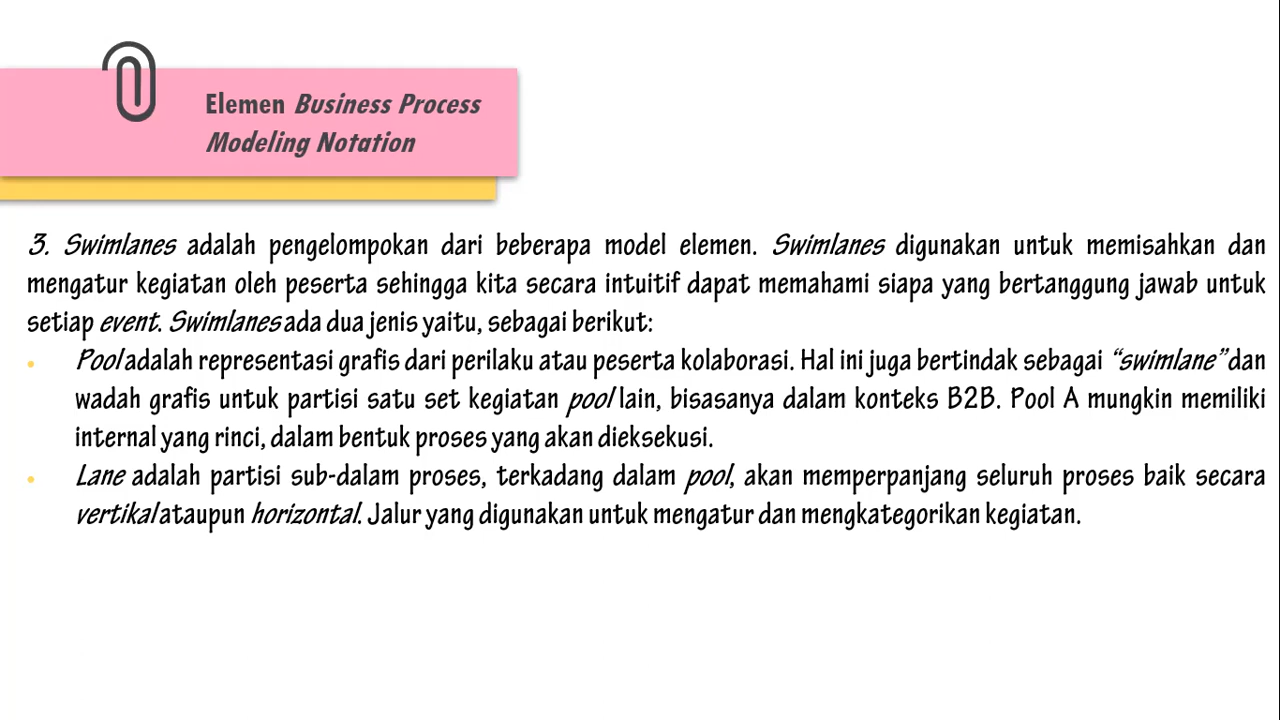 Elemen Business Process
Modeling Notation
3. Swimlanes adalah pengelompokan dari beberapa model elemen. Swimlanes digunakan untuk memisahkan dan
mengatur kegiatan oleh peserta sehingga kita secara intuitif dapat memahami siapa yang bertanggung jawab untuk
setiap event. Swimlanes ada dua jenis yaitu, sebagai berikut:
• Pool adalah representasi grafis dari perilaku atau peserta kolaborasi. Hal ini juga bertindak sebagai “swimlane” dan
wadah grafis untuk partisi satu set kegiatan pool lain, bisasanya dalam konteks B2B. Pool A mungkin memiliki
internal yang rinci, dalam bentuk proses yang akan dieksekusi.
• Lane adalah partisi sub-dalam proses, terkadang dalam pool, akan memperpanjang seluruh proses baik secara
vertikal ataupun horizontal. Jalur yang digunakan untuk mengatur dan mengkategorikan kegiatan.